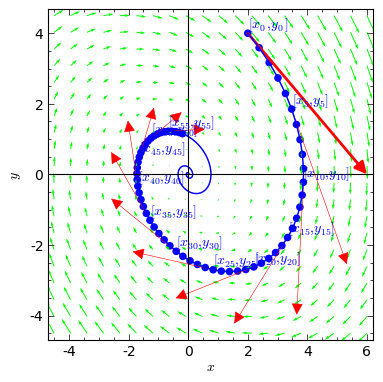 [x₀,y₀]
4
[x₅,y₅]
2
[x₅₅,y₅₅]
[x₄₅,y₄₅]
[x₄₀,y₄₀]
[x₁₀,y₁₀]
y
0
[x₃₅,y₃₅]
[x₁₅,y₁₅]
[x₃₀,y₃₀]
-2
[x₂₅,y₂₅]
[x₂₀,y₂₀]
-4
-4 -2 0 2 4 6
x